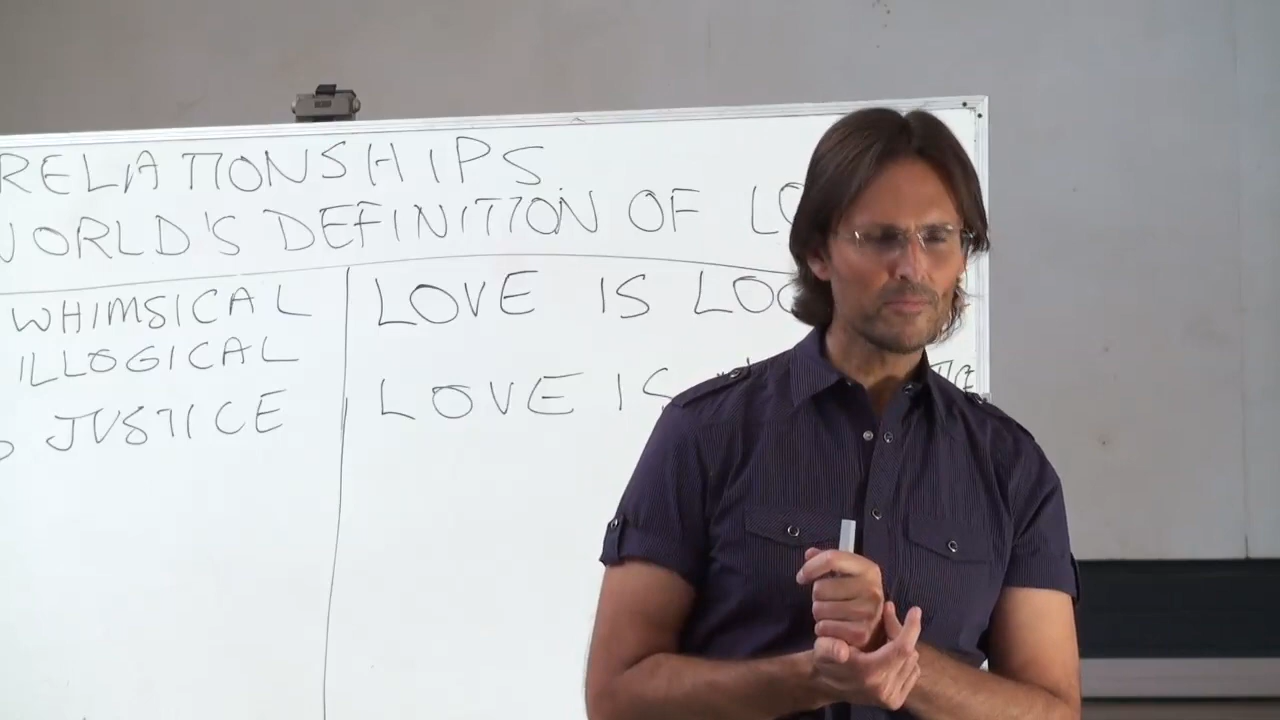 RELATIONSHIPS
WORLD'S DEFINITION OF
WHIMSICAL
ILLOGICAL
JUSTICE
LOVE IS
LOVE IS